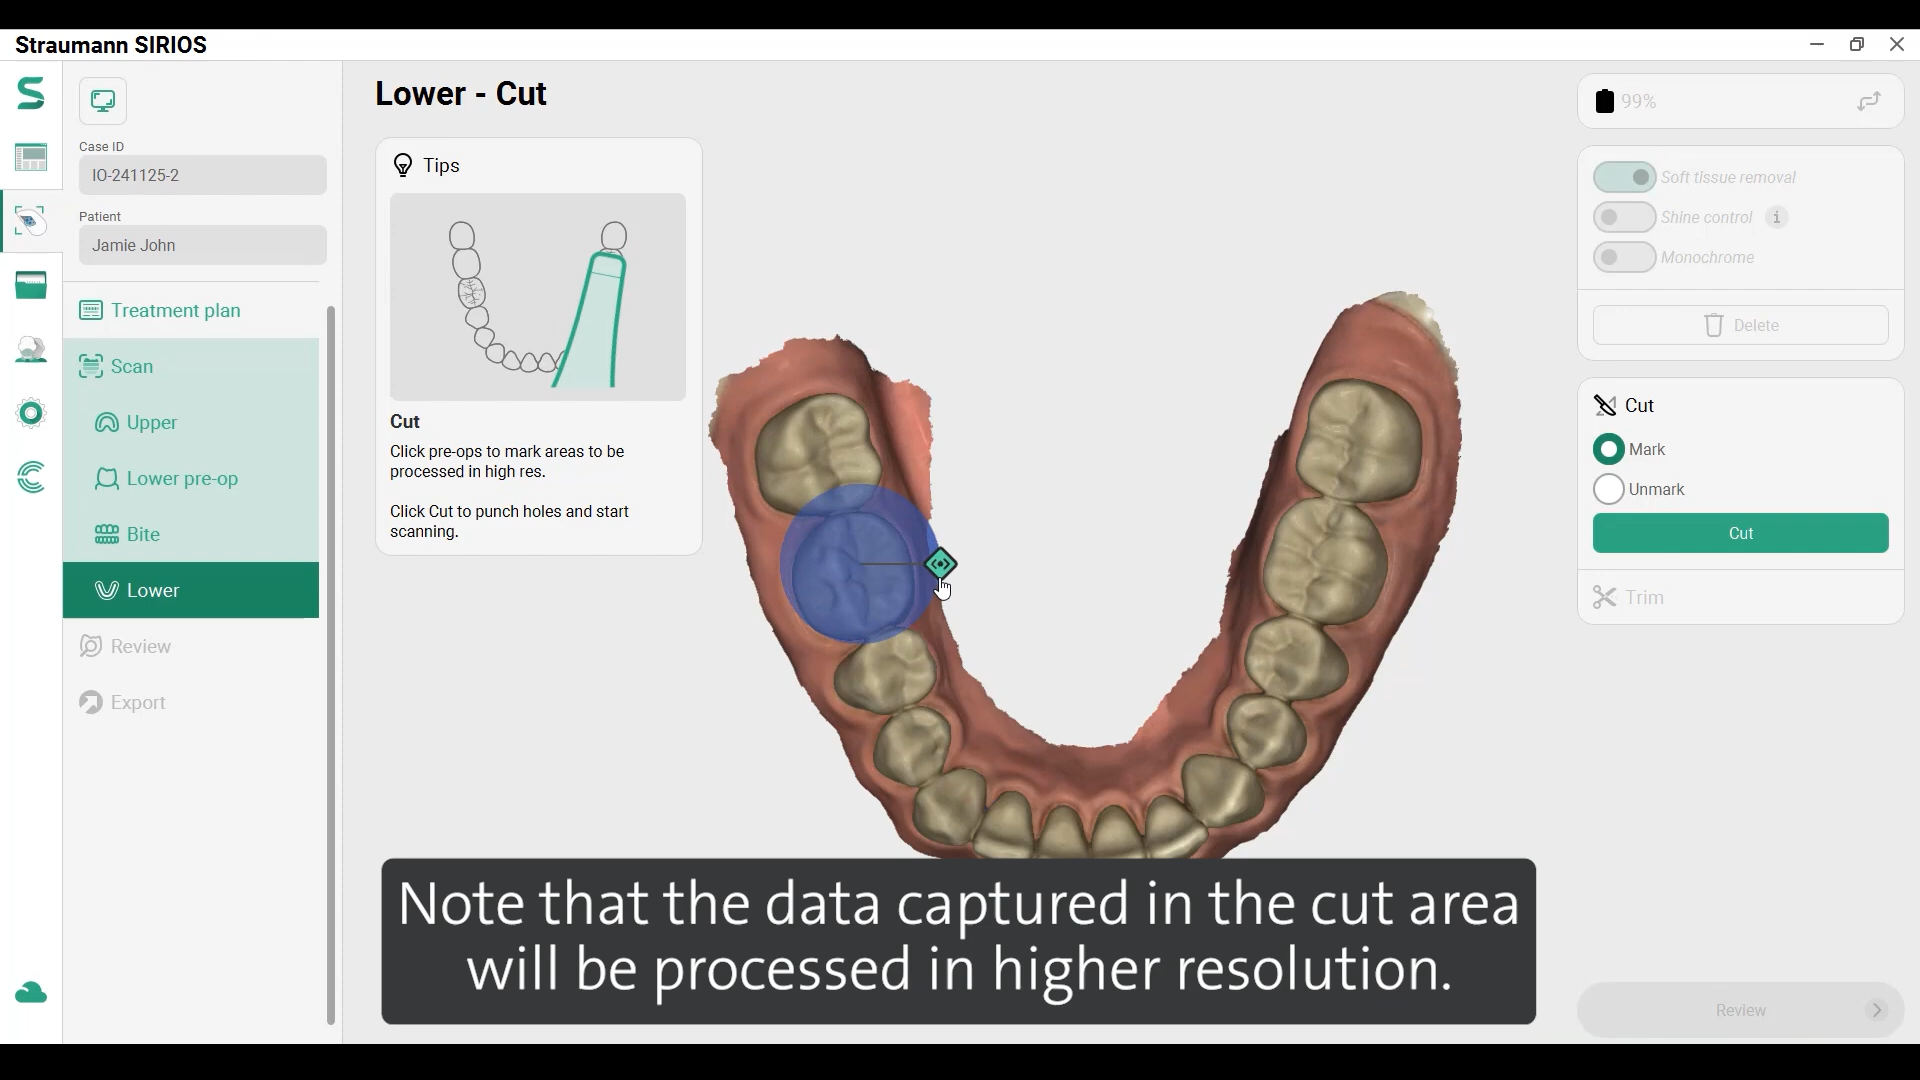 Straumann SIRIOS
Case ID
IO-241125-2
Patient
Jamie John
Treatment plan
Scan
Upper
Lower pre-op
Bite
Lower
Review
Export
Lower - Cut
Tips
Cut
Click pre-ops to mark areas to be
processed in high res.
Click Cut to punch holes and start
scanning.
99%
Soft tissue removal
Shine control i
Monochrome
Delete
Cut
Mark
Unmark
Cut
Trim
Note that the data captured in the cut area
will be processed in higher resolution.
Review